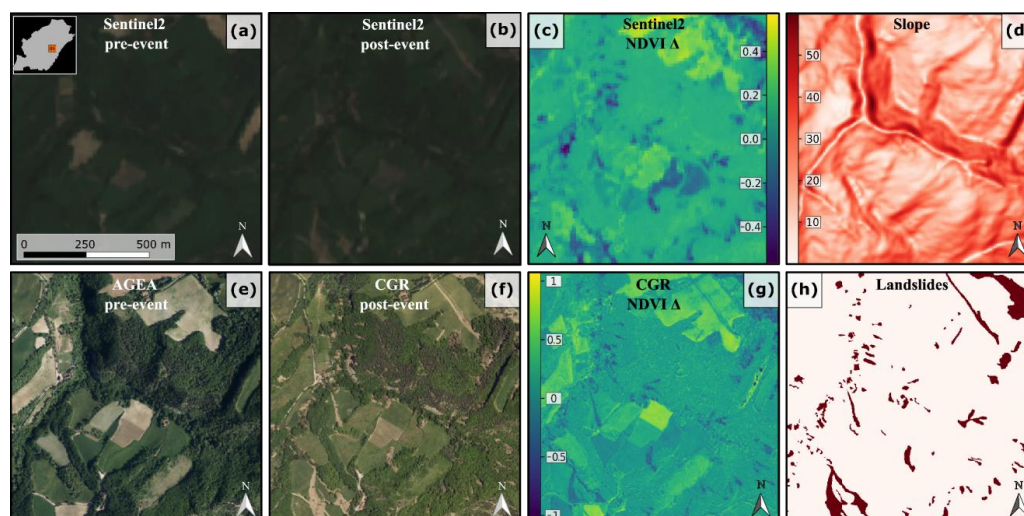 Sentinel2
pre-event
(a)
N
0 250 500 m
Sentinel2
post-event
(b)
N
(c)
Sentinel2
NDVI Δ
0.4
0.2
0.0
-0.2
-0.4
N
Slope
(d)
50
40
30
20
10
N
AGEA
pre-event
(e)
N
CGR
post-event
(f)
N
1
0.5
0
-0.5
-1
CGR
NDVI Δ
(g)
N
(h)
Landslides
N